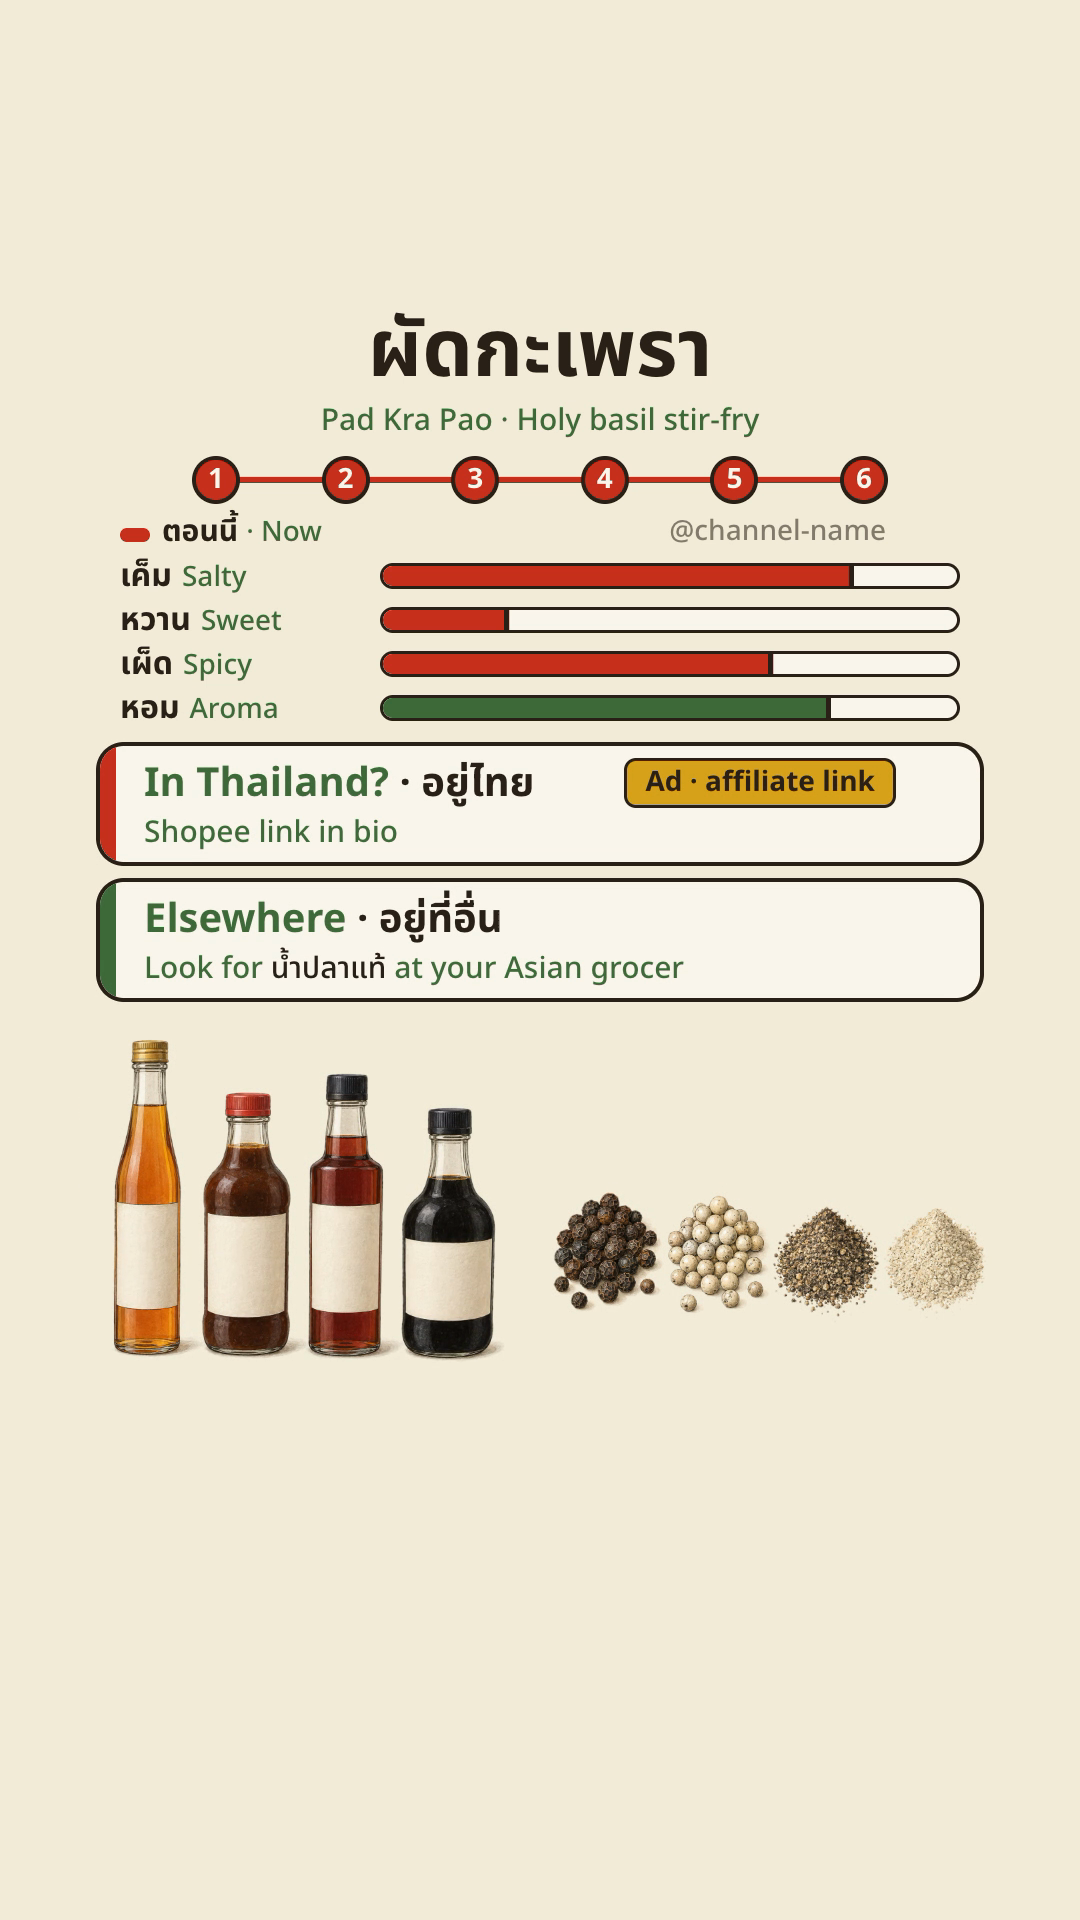 ผัดกะเพรา
Pad Kra Pao · Holy basil stir-fry
1 2 3 4 5 6
ตอนนี้ · Now @channel-name
เค็ม Salty
หวาน Sweet
เผ็ด Spicy
หอม Aroma
In Thailand? · อยู่ไทย Ad · affiliate link
Shopee link in bio
Elsewhere · อยู่ที่อื่น
Look for น้ำปลาแท้ at your Asian grocer